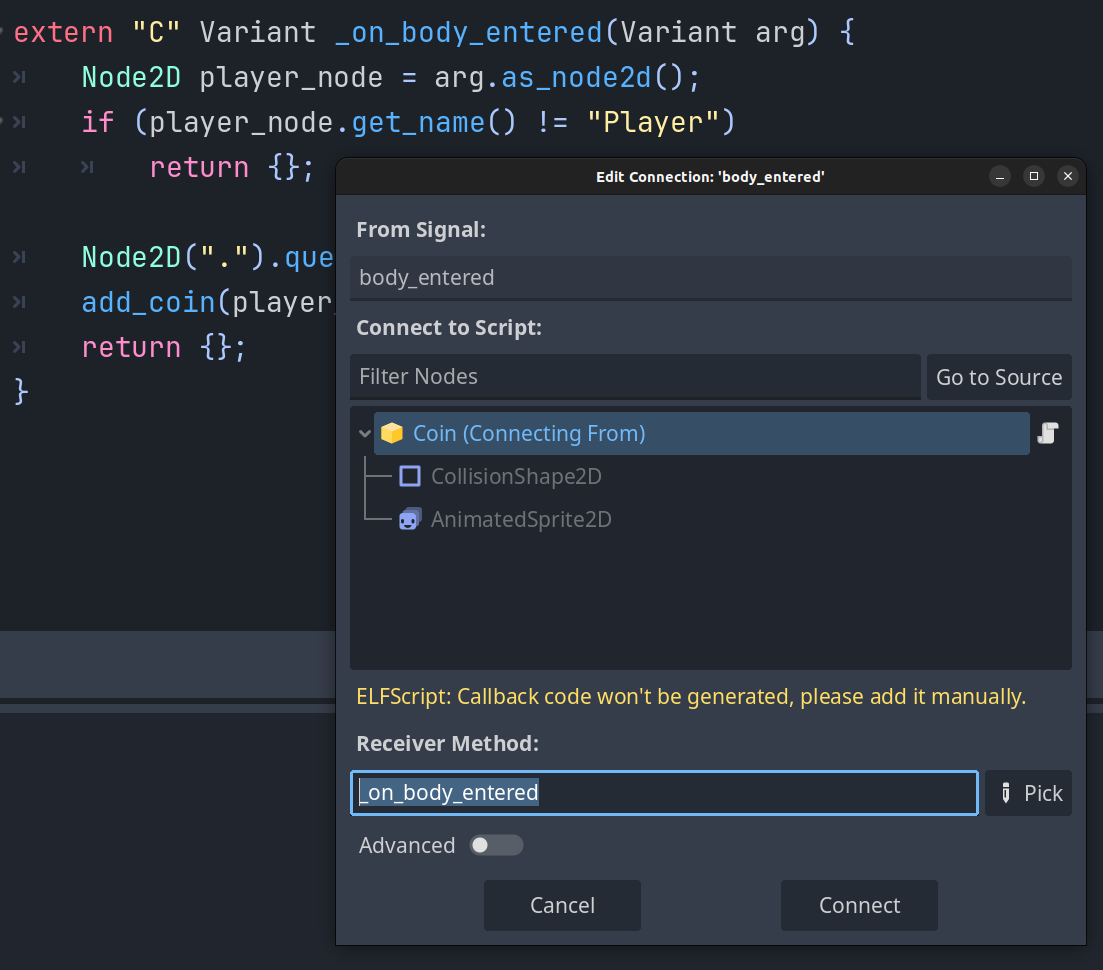 extern "C" Variant _on_body_entered(Variant arg) {
Node2D player_node = arg.as_node2d();
if (player_node.get_name() != "Player")
return {};
Node2D(".").que
add_coin(player_
return {};
}
Edit Connection: 'body_entered'
From Signal:
body_entered
Connect to Script:
Filter Nodes
Go to Source
Coin (Connecting From)
CollisionShape2D
AnimatedSprite2D
ELFScript: Callback code won't be generated, please add it manually.
Receiver Method:
_on_body_entered
Pick
Advanced
Cancel
Connect